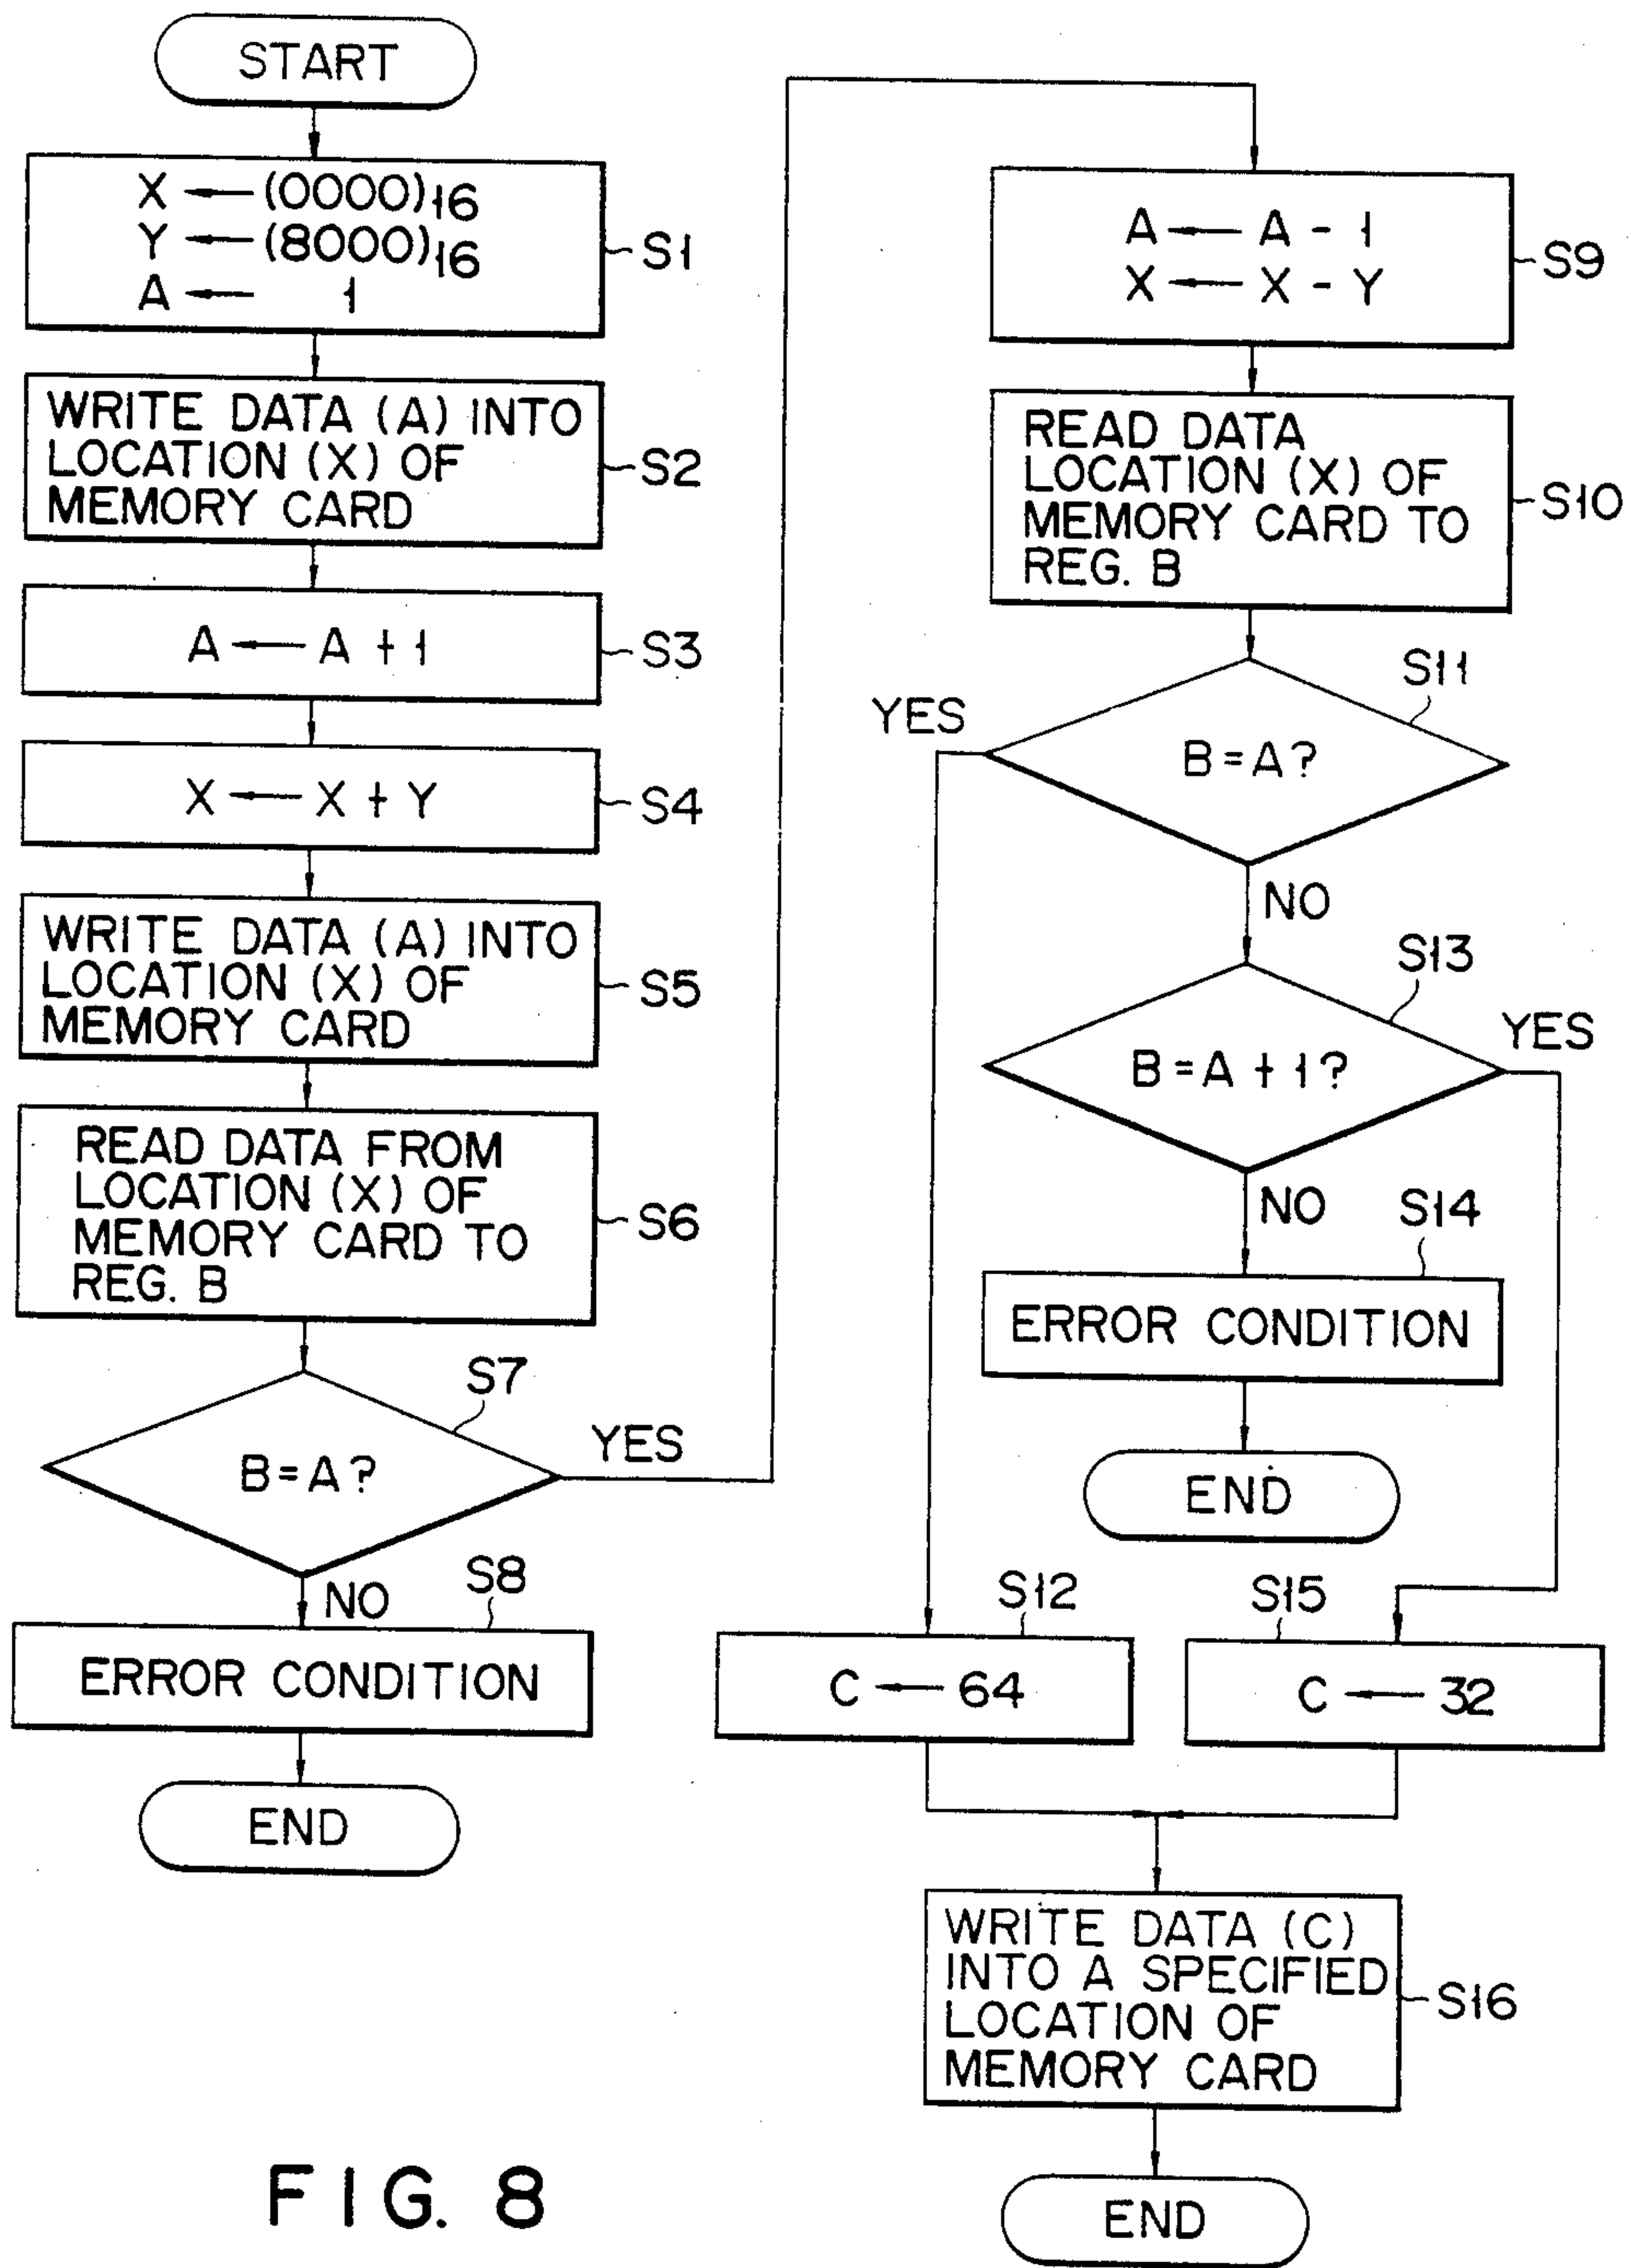 START
X ← (0000)16
Y ← (8000)16
A ← 1
S1
WRITE DATA (A) INTO
LOCATION (X) OF
MEMORY CARD
S2
A ← A + 1
S3
X ← X + Y
S4
WRITE DATA (A) INTO
LOCATION (X) OF
MEMORY CARD
S5
READ DATA FROM
LOCATION (X) OF
MEMORY CARD TO
REG. B
S6
S7
B = A ?
YES
NO
S8
ERROR CONDITION
END
A ← A - 1
X ← X - Y
S9
READ DATA
LOCATION (X) OF
MEMORY CARD TO
REG. B
S10
S11
YES
B = A ?
NO
S13
YES
B = A + 1 ?
NO
S14
ERROR CONDITION
END
S12
C ← 64
S15
C ← 32
WRITE DATA (C)
INTO A SPECIFIED
LOCATION OF
MEMORY CARD
S16
END
FIG. 8